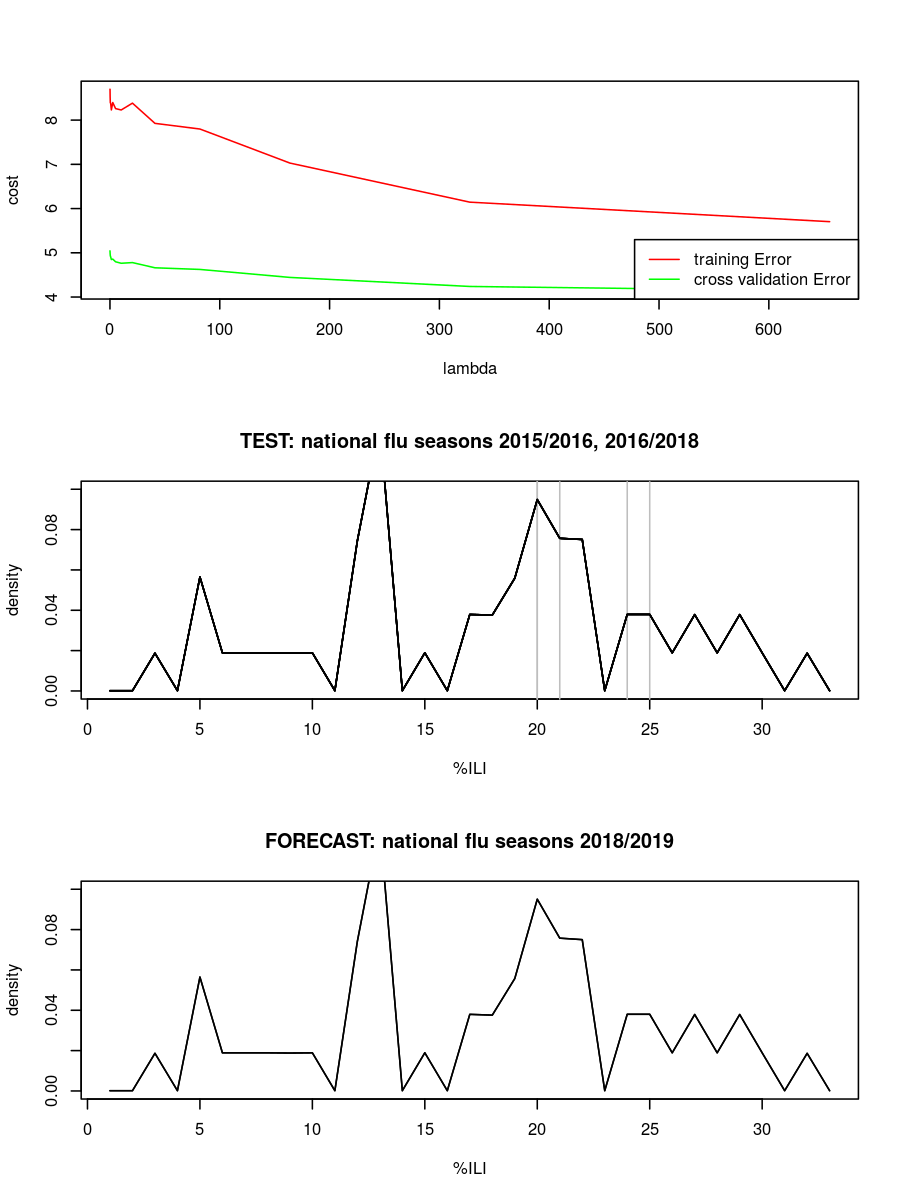 cost
8
7
6
5
4
training Error
cross validation Error
0 100 200 300 400 500 600
lambda
TEST: national flu seasons 2015/2016, 2016/2018
density
0.08
0.04
0.00
0 5 10 15 20 25 30
%ILI
FORECAST: national flu seasons 2018/2019
density
0.08
0.04
0.00
0 5 10 15 20 25 30
%ILI